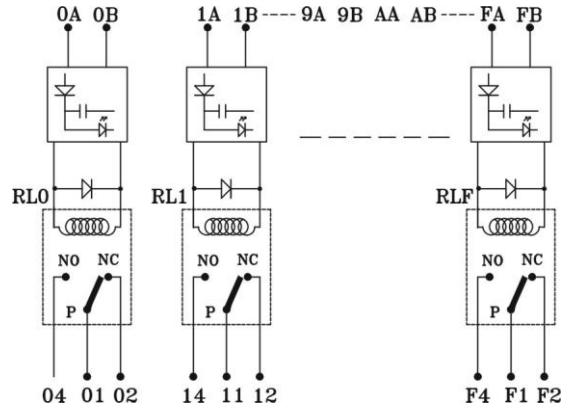 0A 0B 1A 1B 9A 9B AA AB FA FB
RL0 RL1 RLF
NO NC NO NC NO NC
P P P
04 01 02 14 11 12 F4 F1 F2